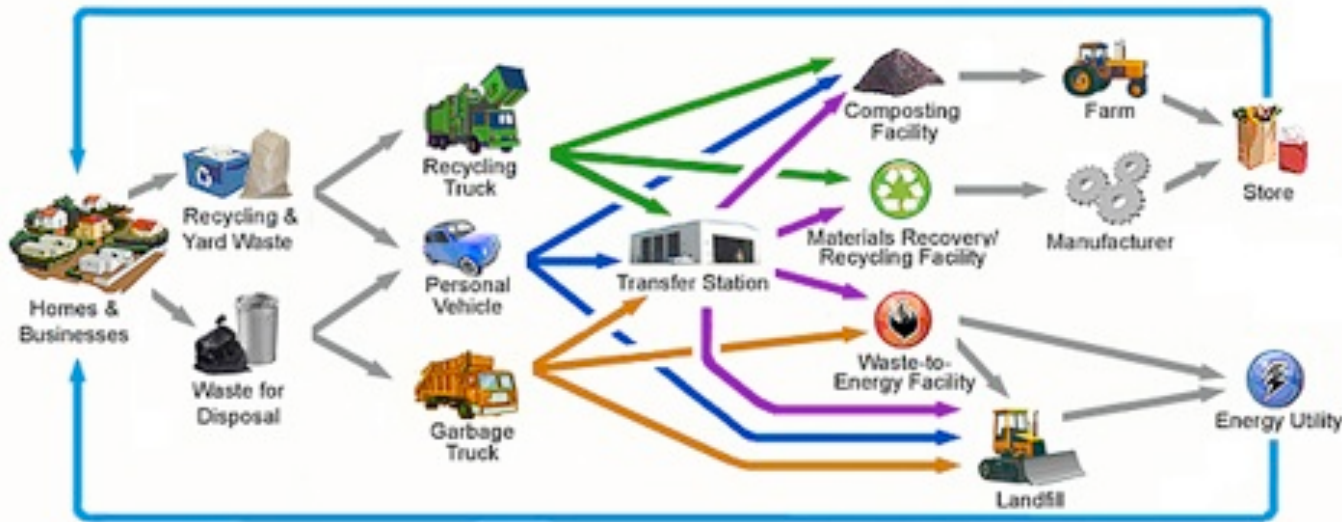 Homes &
Businesses
Recycling &
Yard Waste
Waste for
Disposal
Recycling
Truck
Personal
Vehicle
Garbage
Truck
Transfer Station
Composting
Facility
Materials Recovery/
Recycling Facility
Waste-to-
Energy Facility
Landfill
Farm
Manufacturer
Store
Energy Utility